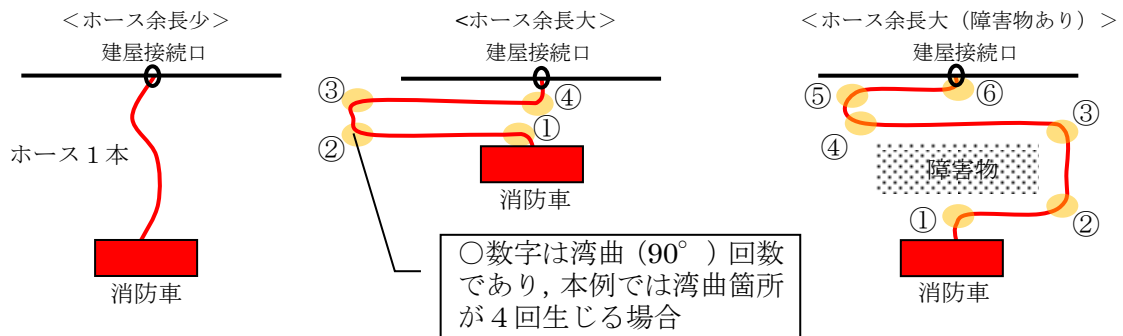 ＜ホース余長少＞
建屋接続口
ホース１本
消防車
<ホース余長大＞
建屋接続口
③
④
②
①
消防車
○数字は湾曲（90°）回数
であり，本例では湾曲箇所
が４回生じる場合
＜ホース余長大（障害物あり）＞
建屋接続口
⑤
⑥
③
④
障害物
①
②
消防車